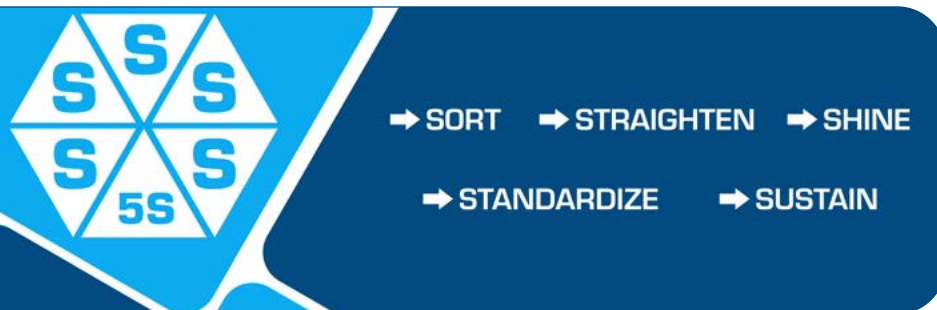 S
S S
S S
5S
➡ SORT ➡ STRAIGHTEN ➡ SHINE
➡ STANDARDIZE ➡ SUSTAIN